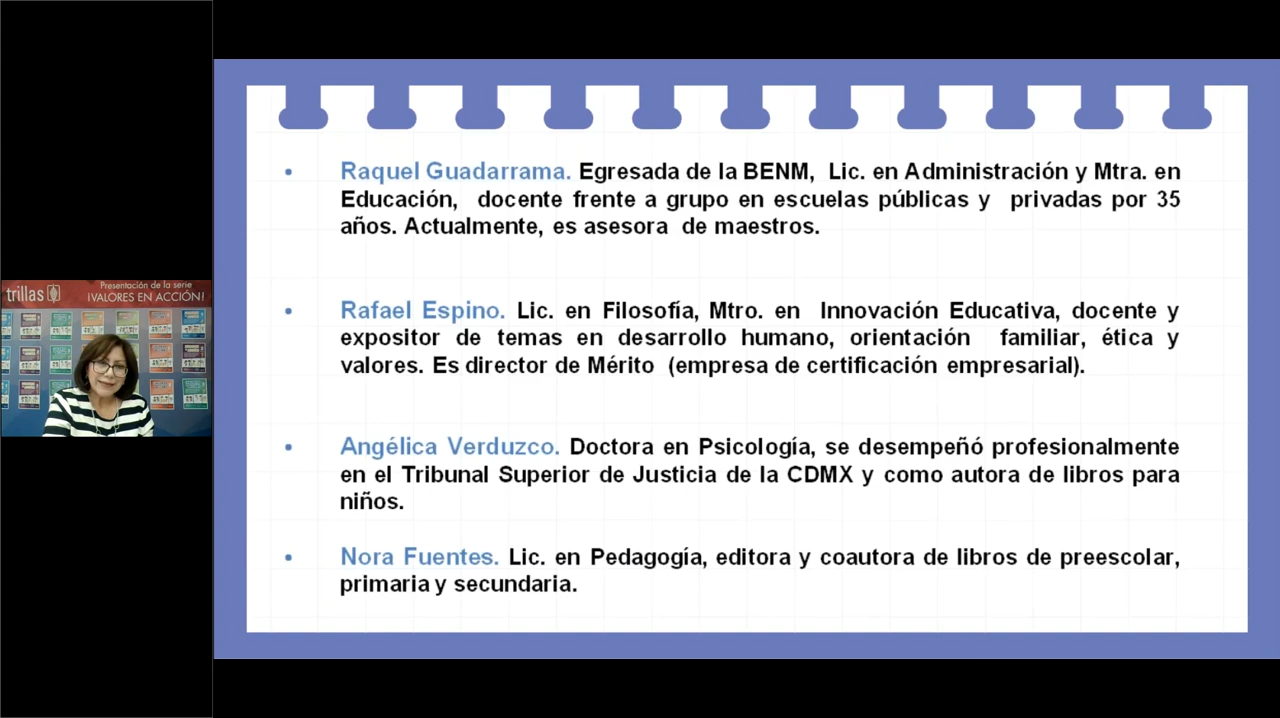 trillas
Presentación de la serie
¡VALORES EN ACCIÓN!
• Raquel Guadarrama. Egresada de la BENM, Lic. en Administración y Mtra. en
Educación, docente frente a grupo en escuelas públicas y privadas por 35
años. Actualmente, es asesora de maestros.
• Rafael Espino. Lic. en Filosofía, Mtro. en Innovación Educativa, docente y
expositor de temas en desarrollo humano, orientación familiar, ética y
valores. Es director de Mérito (empresa de certificación empresarial).
• Angélica Verduzco. Doctora en Psicología, se desempeñó profesionalmente
en el Tribunal Superior de Justicia de la CDMX y como autora de libros para
niños.
• Nora Fuentes. Lic. en Pedagogía, editora y coautora de libros de preescolar,
primaria y secundaria.